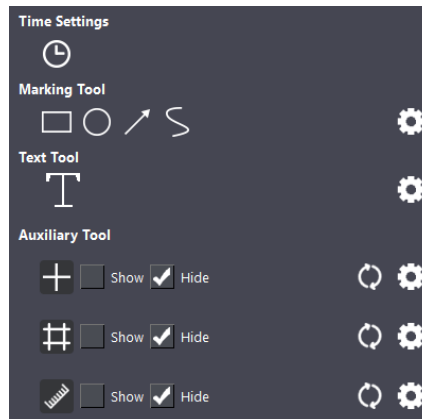 Time Settings
Marking Tool
Text Tool
T
Auxiliary Tool
Show Hide
Show Hide
Show Hide